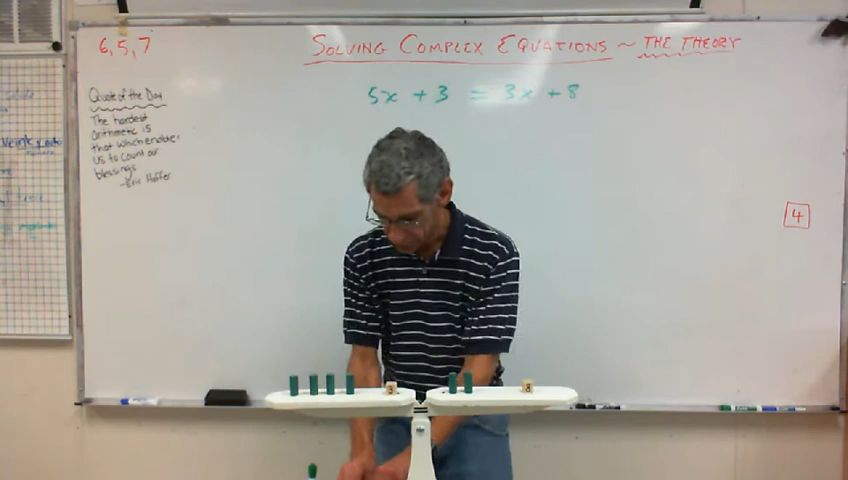 6, 5, 7
SOLVING COMPLEX EQUATIONS ~ THE THEORY
5x + 3 = 3x + 8
Quote of the Day
The hardest
arithmetic is
that which enables
us to count our
blessings
-Eric Hoffer
4
3
8